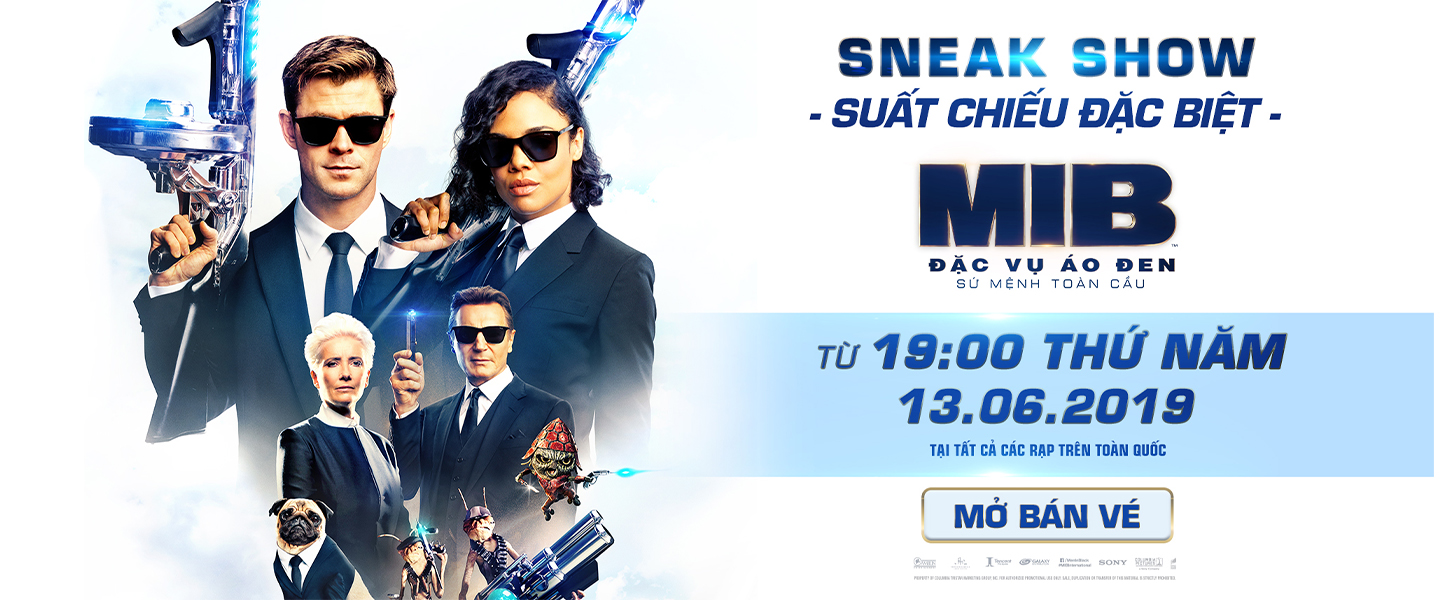 SNEAK SHOW
- SUẤT CHIẾU ĐẶC BIỆT -
MIB
ĐẶC VỤ ÁO ĐEN
SỨ MỆNH TOÀN CẦU
TỪ 19:00 THỨ NĂM
13.06.2019
TẠI TẤT CẢ CÁC RẠP TRÊN TOÀN QUỐC
MỞ BÁN VÉ
SONY